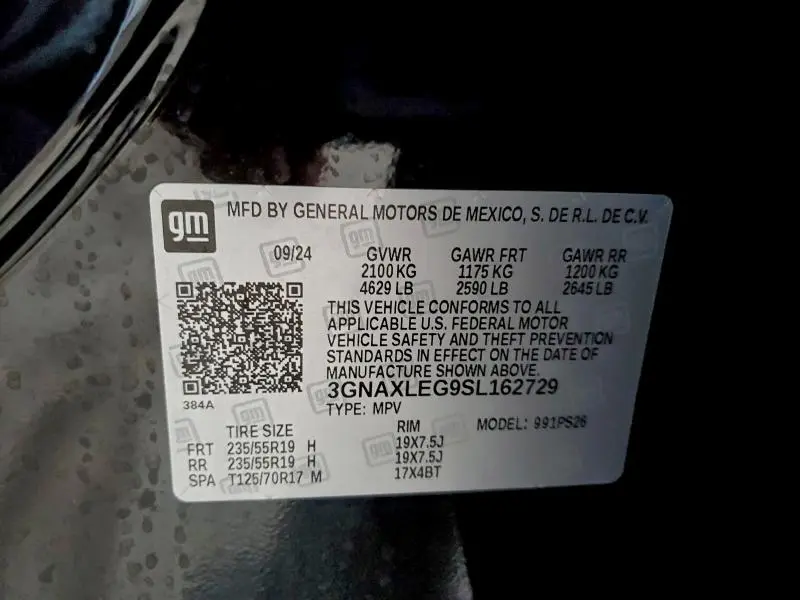 gm MFD BY GENERAL MOTORS DE MEXICO, S. DE R.L. DE C.V.
09/24 GVWR GAWR FRT GAWR RR
2100 KG 1175 KG 1200 KG
4629 LB 2590 LB 2645 LB
THIS VEHICLE CONFORMS TO ALL
APPLICABLE U.S. FEDERAL MOTOR
VEHICLE SAFETY AND THEFT PREVENTION
STANDARDS IN EFFECT ON THE DATE OF
MANUFACTURE SHOWN ABOVE.
3GNAXLEG9SL162729
384A
TYPE: MPV
TIRE SIZE RIM MODEL: 991PS26
FRT 235/55R19 H 19X7.5J
RR 235/55R19 H 19X7.5J
SPA T125/70R17 M 17X4BT